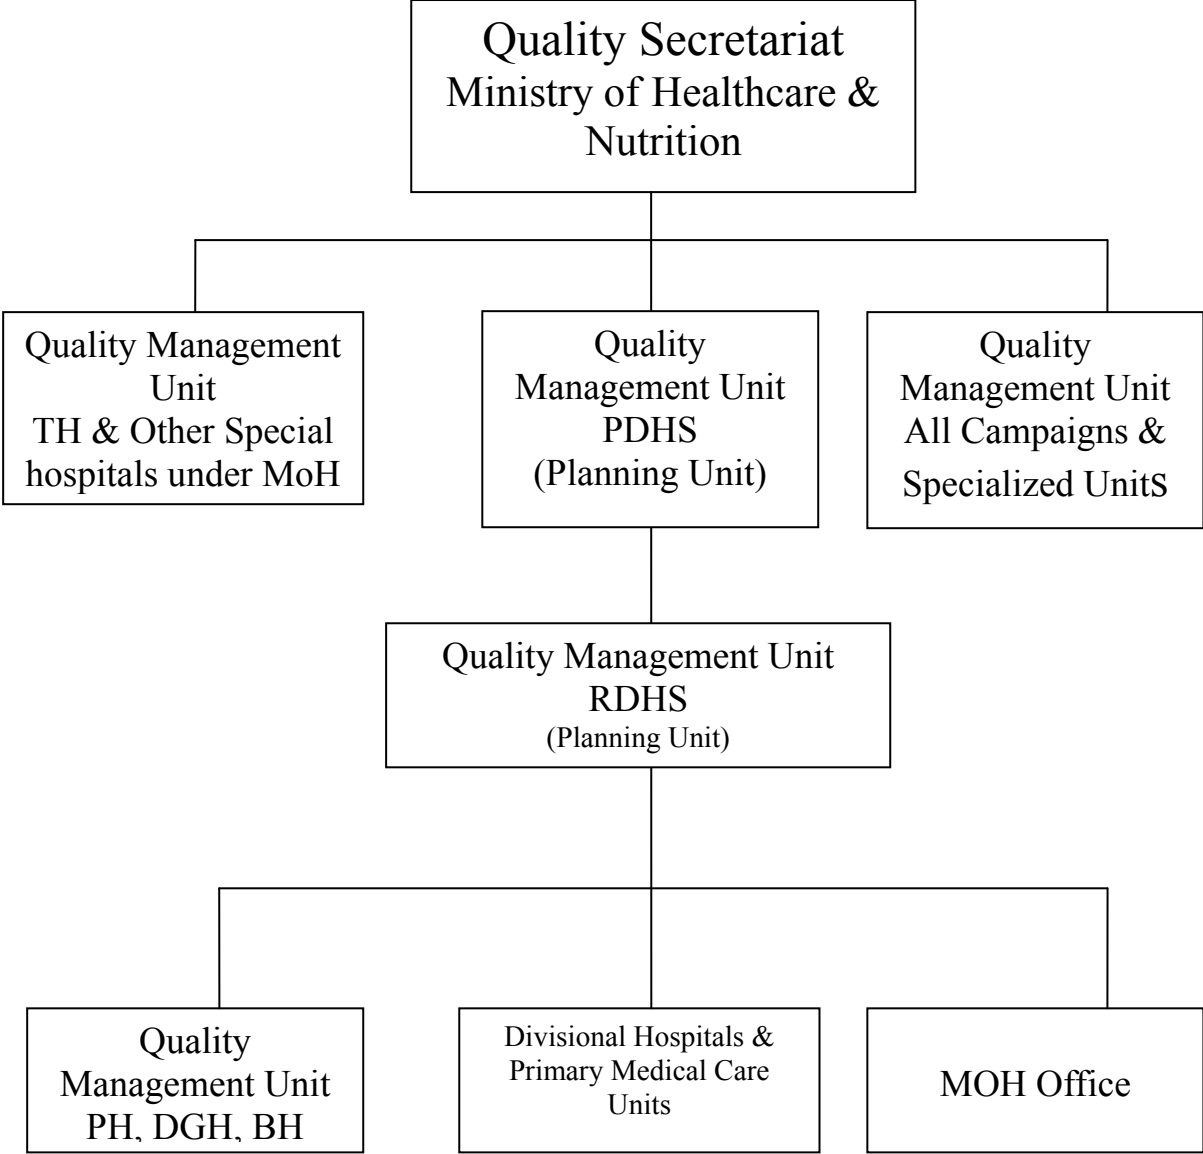 Quality Secretariat
Ministry of Healthcare &
Nutrition
Quality Management
Unit
TH & Other Special
hospitals under MoH
Quality
Management Unit
PDHS
(Planning Unit)
Quality
Management Unit
All Campaigns &
Specialized UnitS
Quality Management Unit
RDHS
(Planning Unit)
Quality
Management Unit
PH, DGH, BH
Divisional Hospitals &
Primary Medical Care
Units
MOH Office